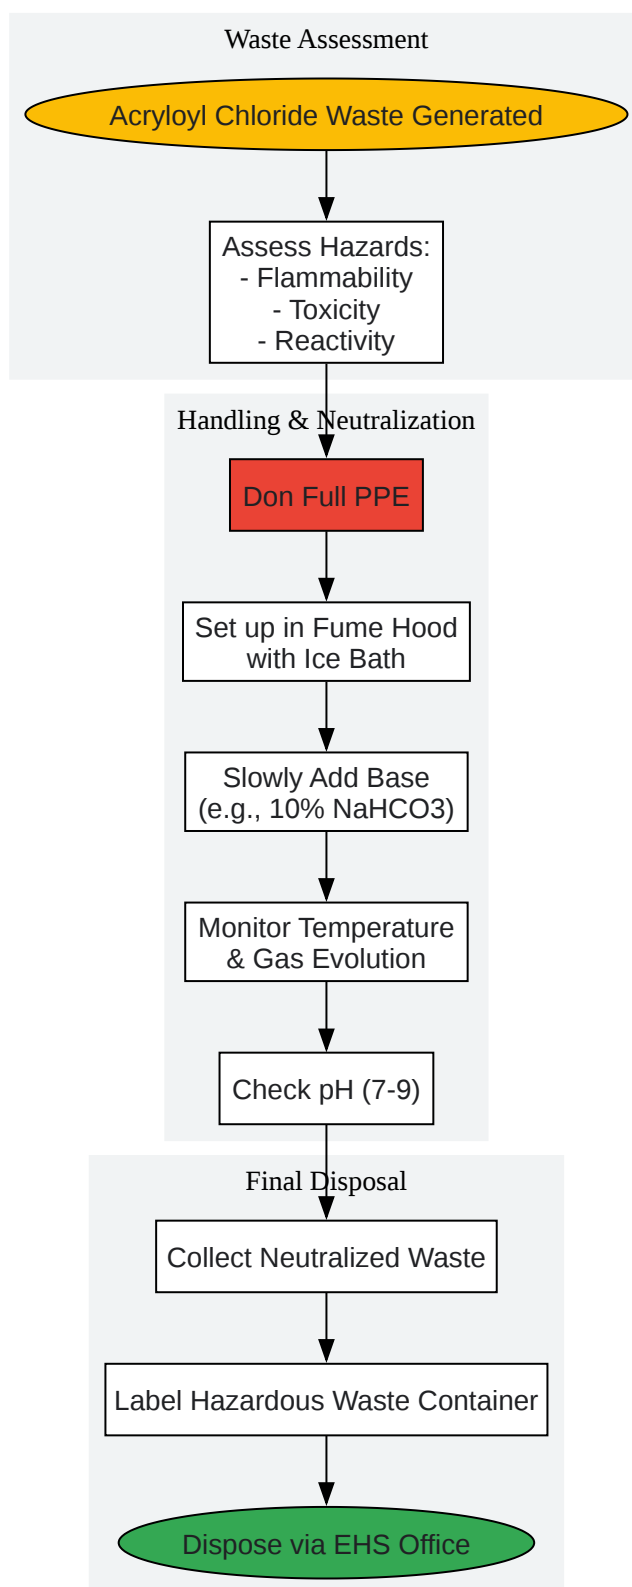 Waste Assessment
Acryloyl Chloride Waste Generated
Assess Hazards:
- Flammability
- Toxicity
- Reactivity
Handling & Neutralization
Don Full PPE
Set up in Fume Hood
with Ice Bath
Slowly Add Base
(e.g., 10% NaHCO3)
Monitor Temperature
& Gas Evolution
Check pH (7-9)
Final Disposal
Collect Neutralized Waste
Label Hazardous Waste Container
Dispose via EHS Office